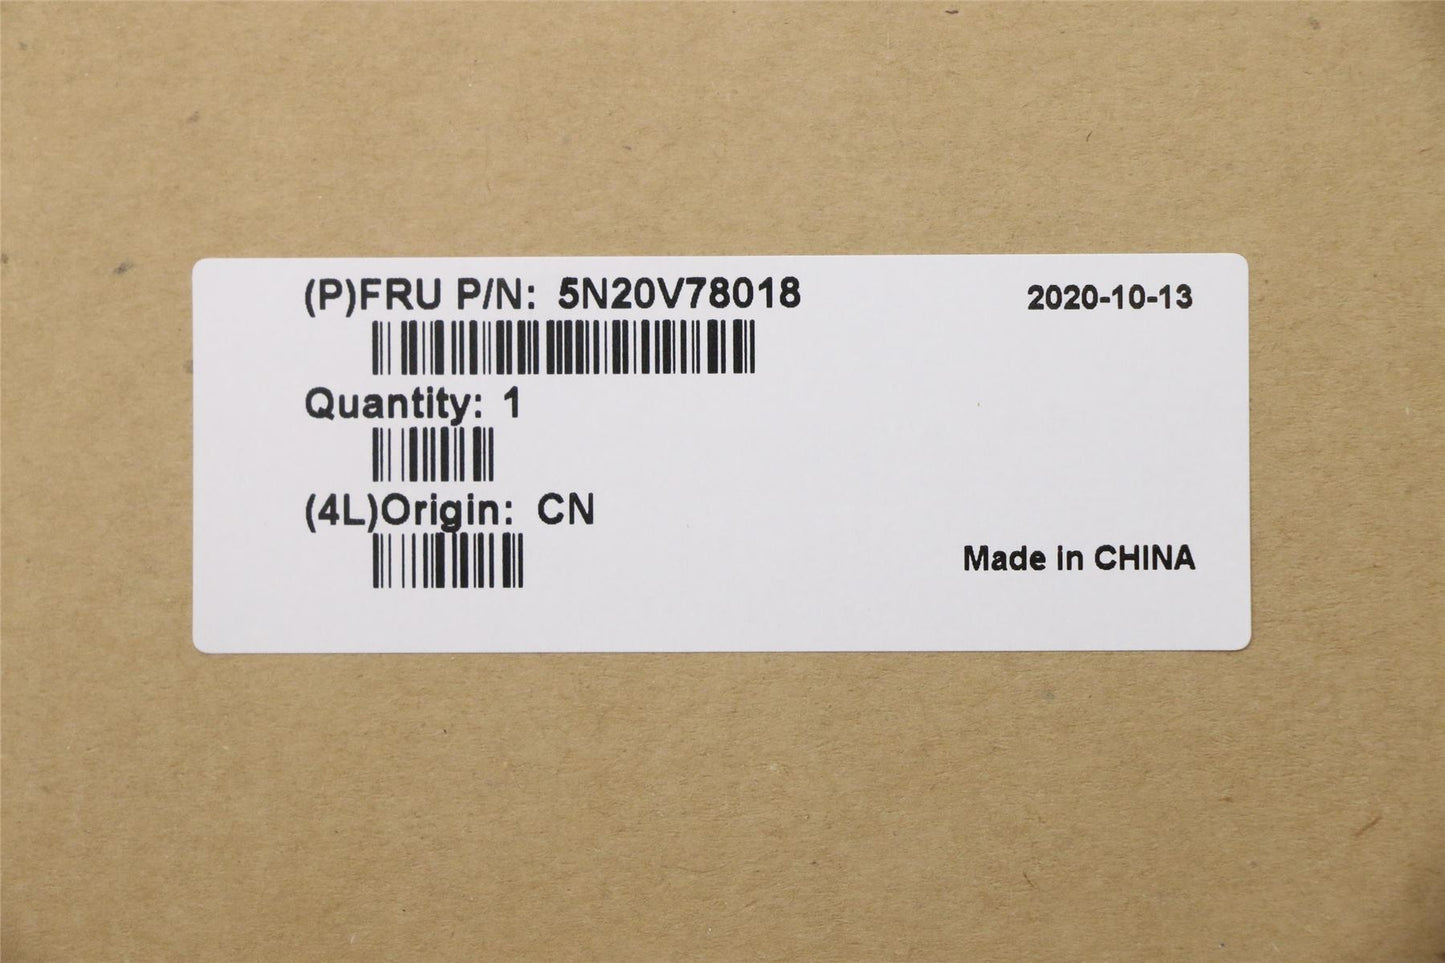 (P)FRU P/N: 5N20V78018
2020-10-13
Quantity: 1
(4L)Origin: CN
Made in CHINA